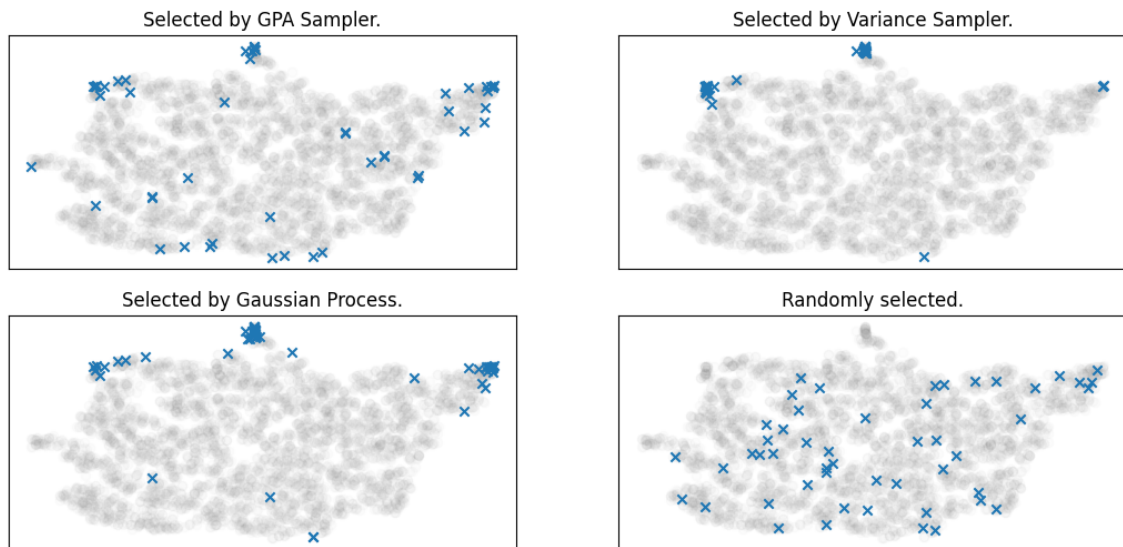 Selected by GPA Sampler.
Selected by Variance Sampler.
Selected by Gaussian Process.
Randomly selected.